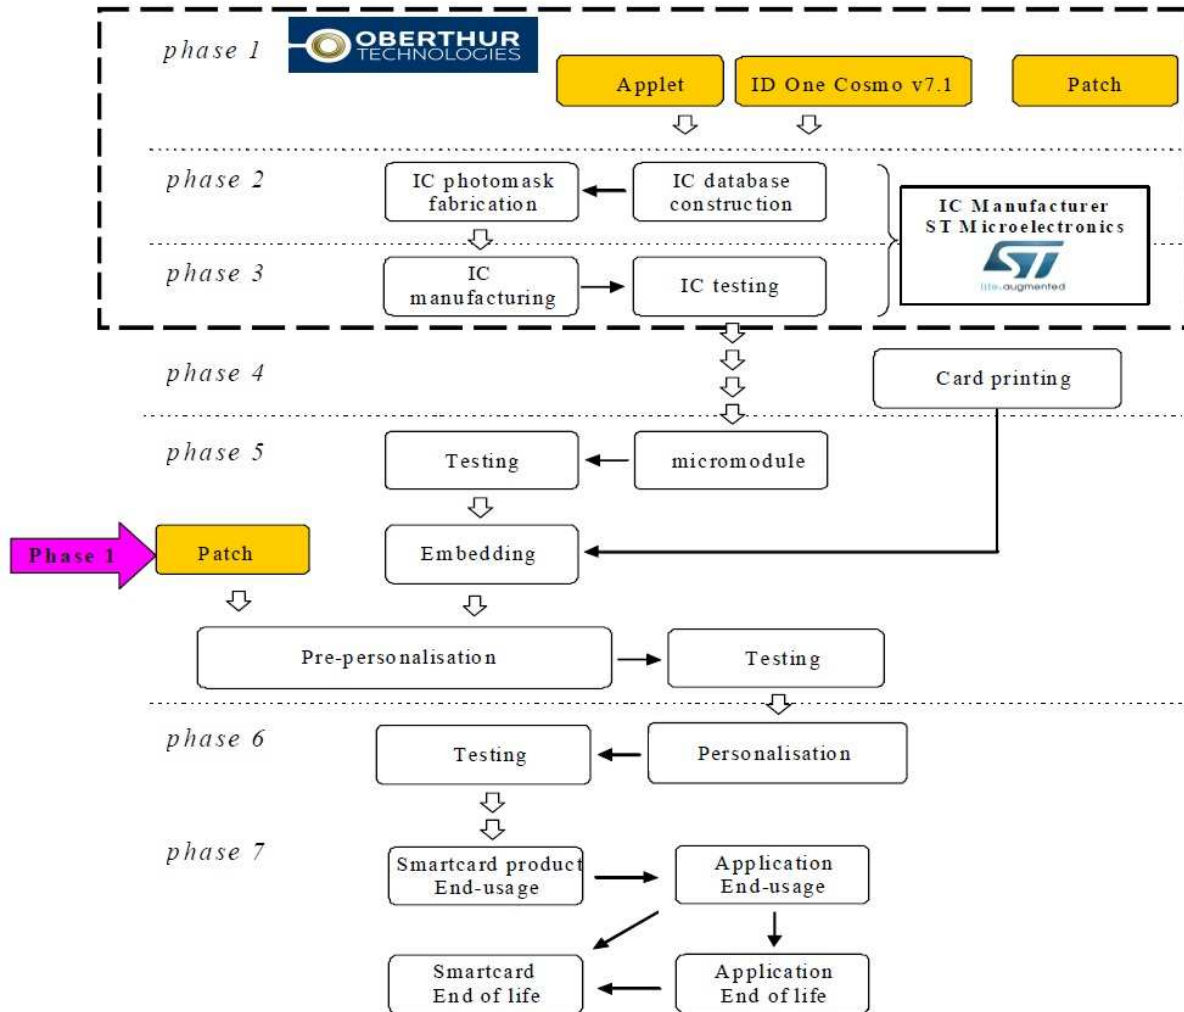 phase 1
OBERTHUR
TECHNOLOGIES
Applet
ID One Cosmo v7.1
Patch
phase 2
IC photomask
fabrication
IC database
construction
IC Manufacturer
ST Microelectronics
ST
life.augmented
phase 3
IC
manufacturing
IC testing
phase 4
Card printing
phase 5
Testing
micromodule
Phase 1
Patch
Embedding
Pre-personalisation
Testing
phase 6
Testing
Personalisation
phase 7
Smartcard product
End-usage
Application
End-usage
Smartcard
End of life
Application
End of life